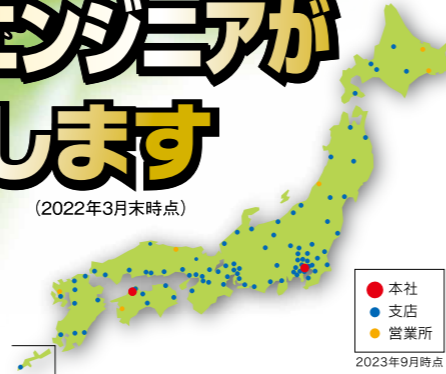 エンジニアが
します
（2022年3月末時点）
本社
支店
営業所
2023年9月時点